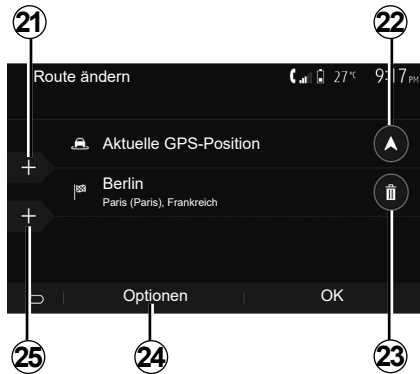 21
22
Route ändern
27°C
9:17 PM
Aktuelle GPS-Position
+
Berlin
Paris (Paris), Frankreich
+
Optionen
OK
25
24
23